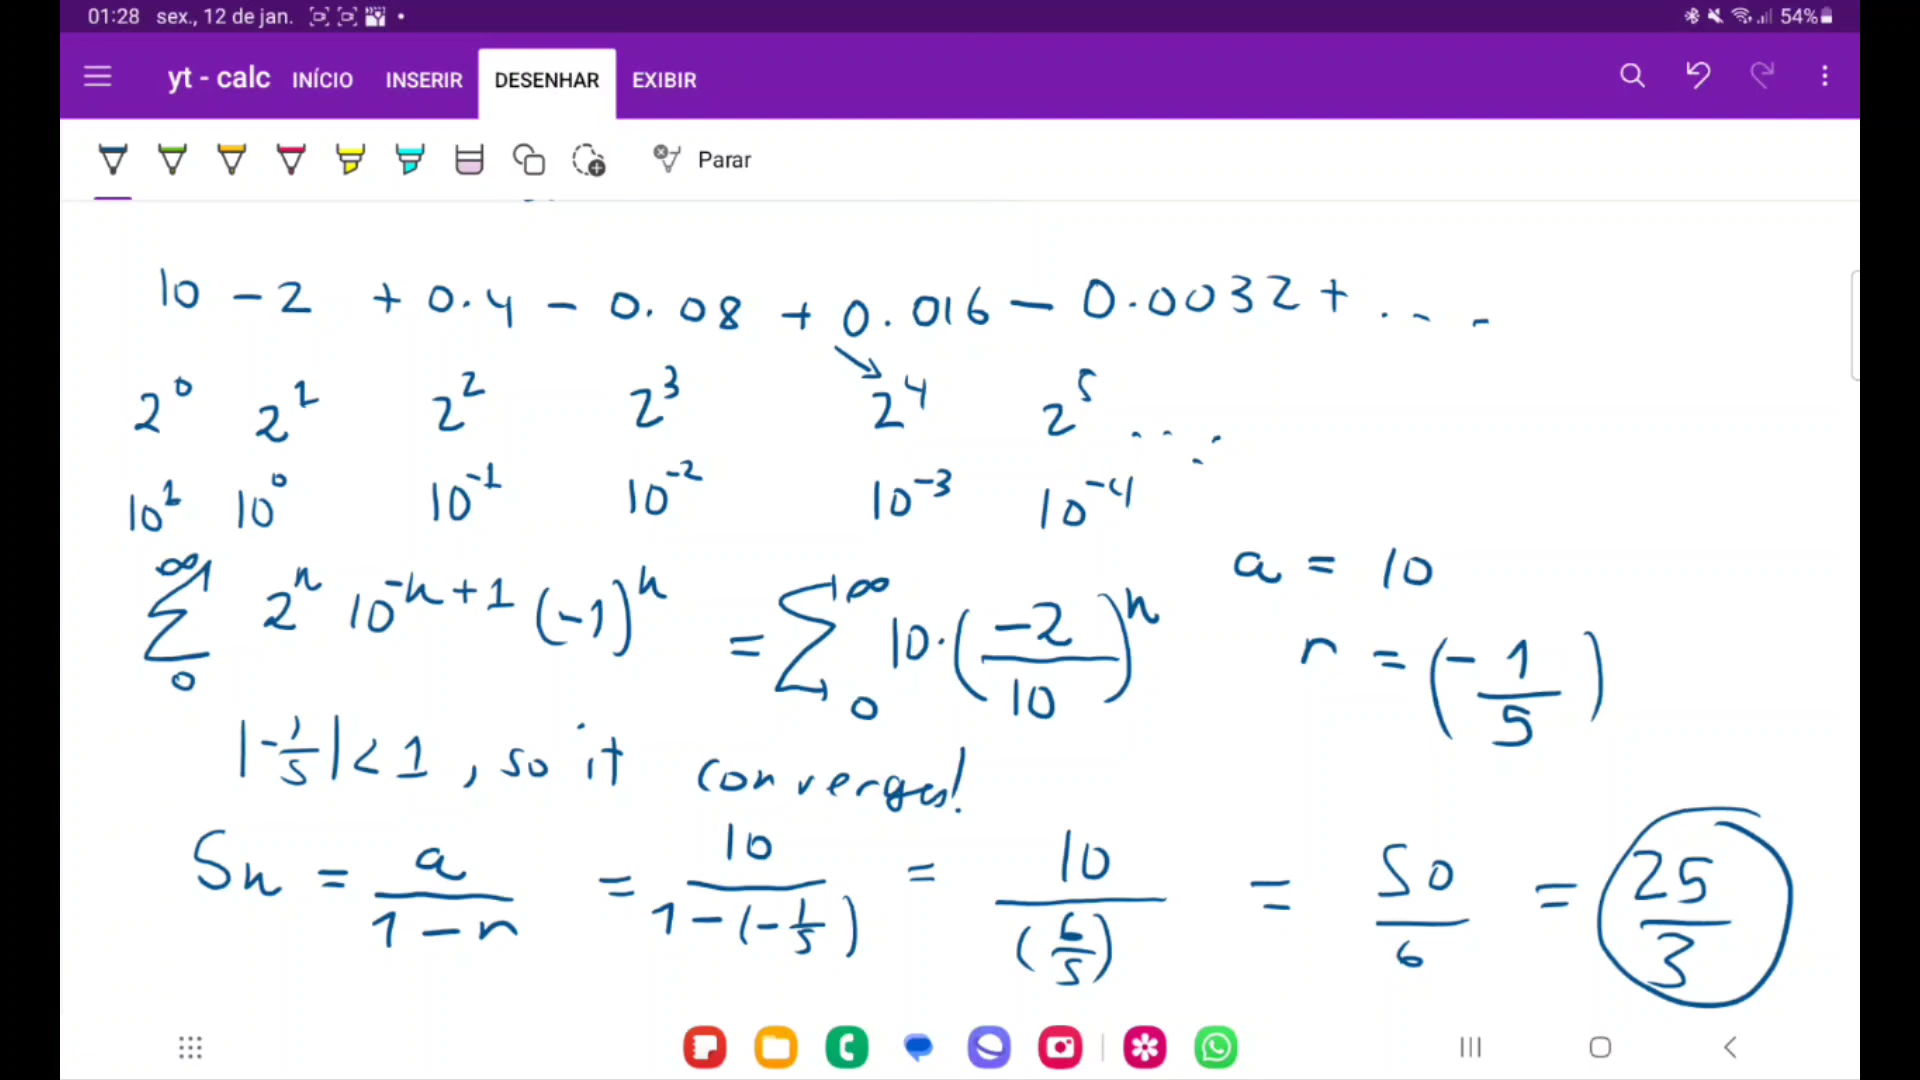 01:28 sex., 12 de jan. 54%
yt - calc INÍCIO INSERIR DESENHAR EXIBIR
Parar
10 - 2 + 0.4 - 0.08 + 0.016 - 0.0032 + ....
2^0 2^1 2^2 2^3 2^4 2^5 ...
10^1 10^0 10^-1 10^-2 10^-3 10^-4
∞ Σ 0 2^n 10^-n+1 (-1)^n = Σ +∞ 0 10·(-2/10)^n
a = 10
r = (-1/5)
|-1/5| < 1, so it converges!
Sn = a/(1-r) = 10/(1-(-1/5)) = 10/(6/5) = 50/6 = 25/3